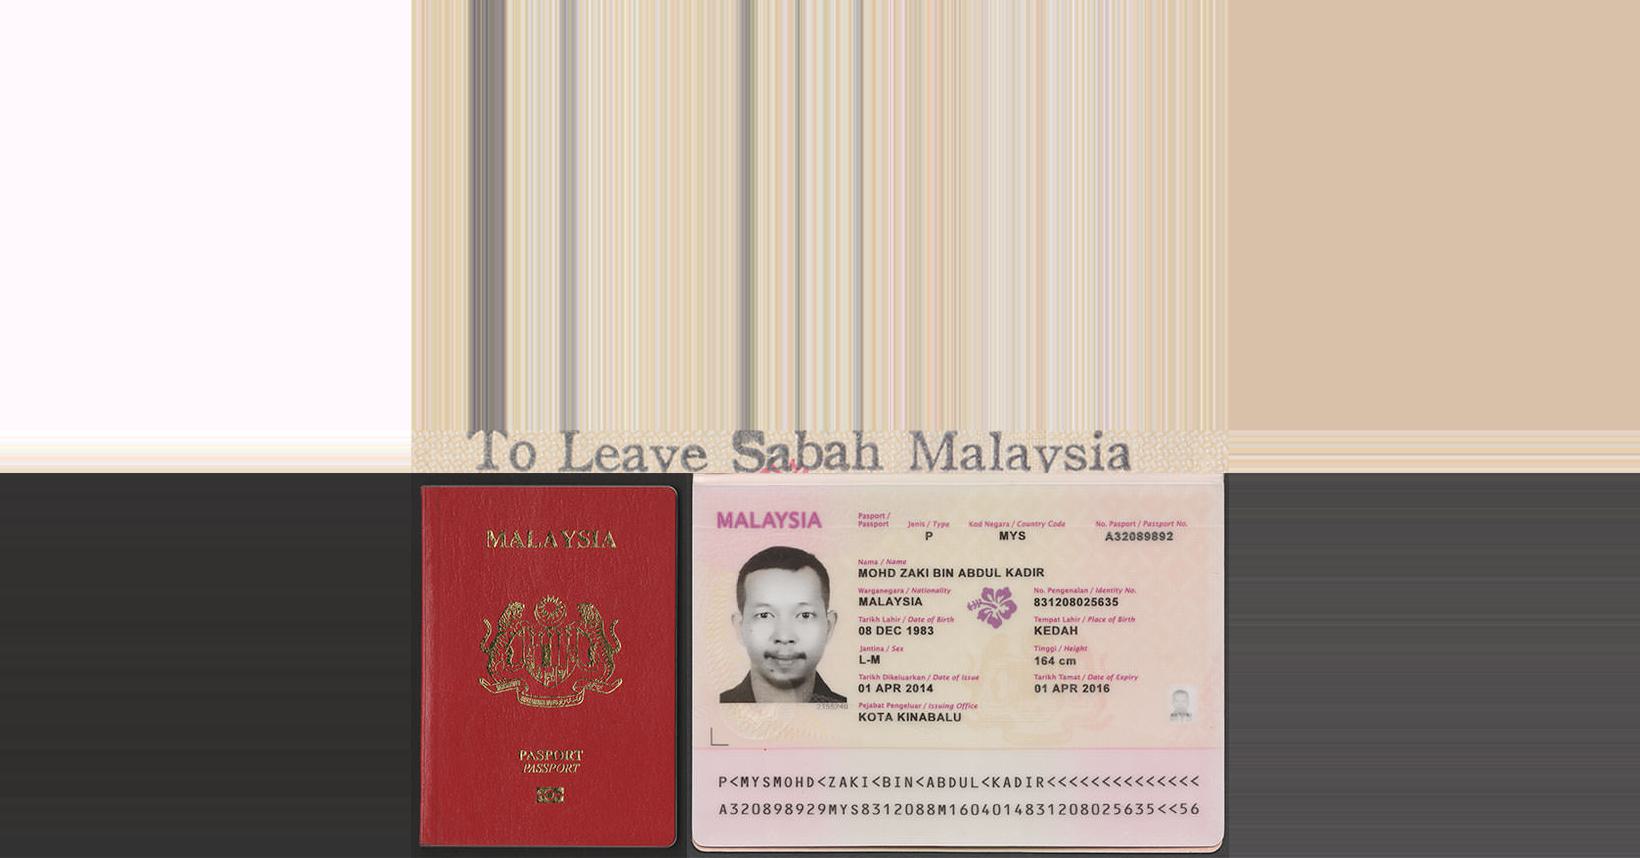 To Leave Sabah Malaysia
MALAYSIA
PASPORT
PASSPORT
MALAYSIA
Pasport /
Passport
Jenis / Type
P
Kod Negara / Country Code
MYS
No. Pasport / Passport No.
A32089892
Nama / Name
MOHD ZAKI BIN ABDUL KADIR
Warganegara / Nationality
MALAYSIA
No. Pengenalan / Identity No.
831208025635
Tarikh Lahir / Date of Birth
08 DEC 1983
Tempat Lahir / Place of Birth
KEDAH
Jantina / Sex
L-M
Tinggi / Height
164 cm
Tarikh Dikeluarkan / Date of Issue
01 APR 2014
Tarikh Tamat / Date of Expiry
01 APR 2016
Pejabat Pengeluar / Issuing Office
KOTA KINABALU
P<MYSMOHD<ZAKI<BIN<ABDUL<KADIR<<<<<<<<<<<<<<
A320898929MYS8312088M1604014831208025635<<56